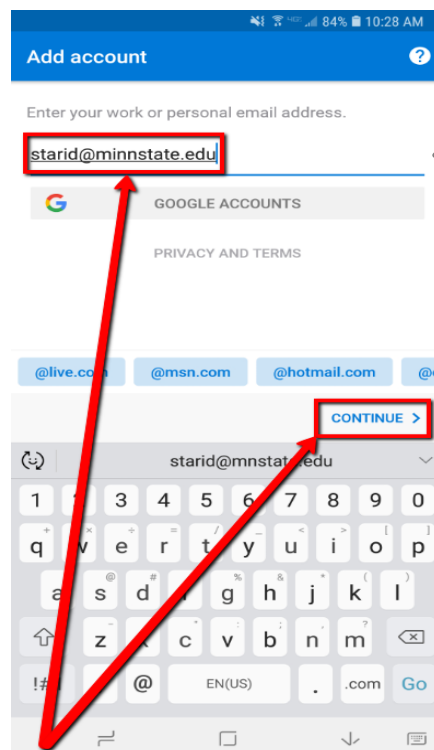 84% 10:28 AM
Add account ?
Enter your work or personal email address.
starid@minnstate.edu
G GOOGLE ACCOUNTS
PRIVACY AND TERMS
@live.com @msn.com @hotmail.com
CONTINUE >
starid@mnstate.edu
1 2 3 4 5 6 7 8 9 0
q w e r t y u i o p
a s d g h j k l
z x c v b n m
@ EN(US) . .com Go